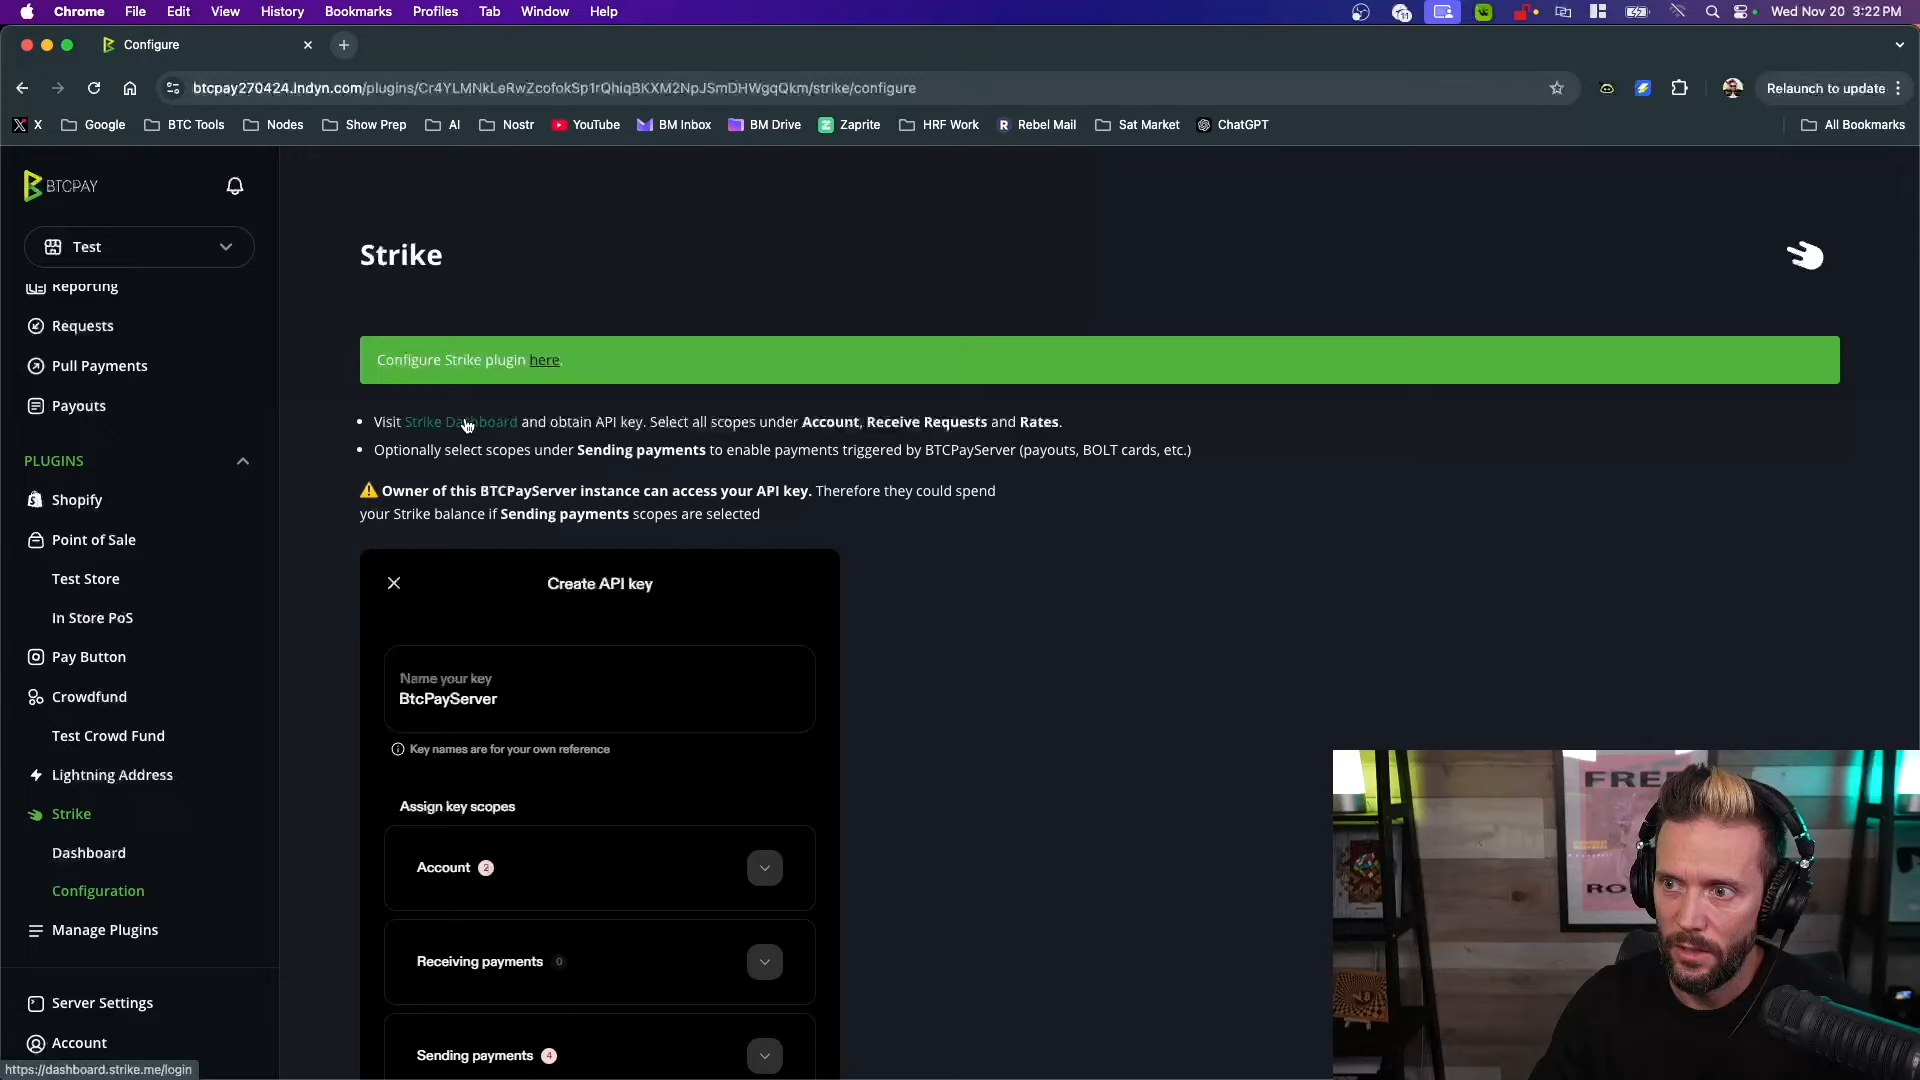 Chrome File Edit View History Bookmarks Profiles Tab Window Help
11
Wed Nov 20 3:22 PM
Configure
btcpay270424.lndyn.com/plugins/Cr4YLMNkLeRwZcofokSp1rQhiqBKXM2NpJSmDHWgqQkm/strike/configure
Relaunch to update
X Google BTC Tools Nodes Show Prep AI Nostr YouTube BM Inbox BM Drive Zaprite HRF Work Rebel Mail Sat Market ChatGPT All Bookmarks
BTCPAY
Test
Reporting
Requests
Pull Payments
Payouts
PLUGINS
Shopify
Point of Sale
Test Store
In Store PoS
Pay Button
Crowdfund
Test Crowd Fund
Lightning Address
Strike
Dashboard
Configuration
Manage Plugins
Server Settings
Account
https://dashboard.strike.me/login
Strike
Configure Strike plugin here.
• Visit Strike Dashboard and obtain API key. Select all scopes under Account, Receive Requests and Rates.
• Optionally select scopes under Sending payments to enable payments triggered by BTCPayServer (payouts, BOLT cards, etc.)
⚠️ Owner of this BTCPayServer instance can access your API key. Therefore they could spend
your Strike balance if Sending payments scopes are selected
Create API key
Name your key
BtcPayServer
Key names are for your own reference
Assign key scopes
Account 2
Receiving payments 0
Sending payments 4
FREE
RO